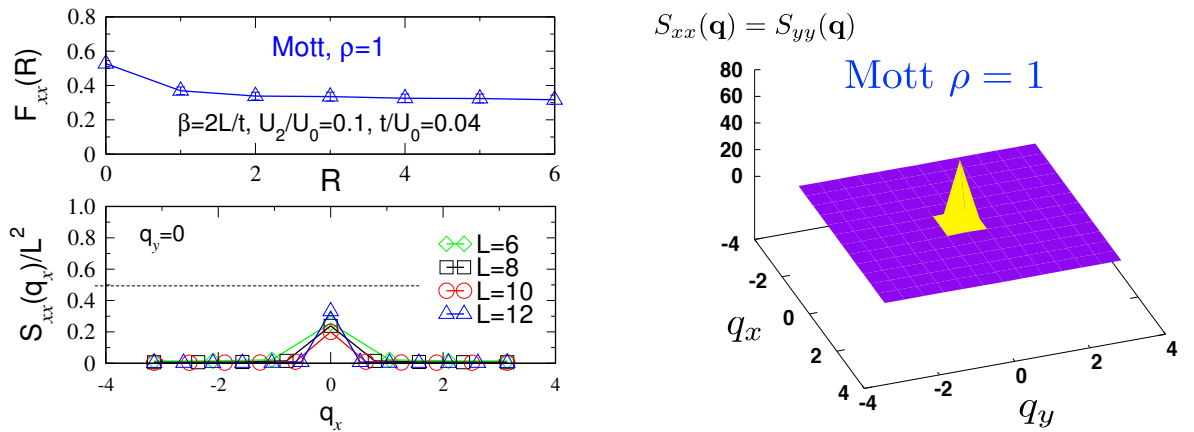 0.8
0.6
0.4
0.2
0
F_xx(R)
Mott, ρ=1
β=2L/t, U_2/U_0=0.1, t/U_0=0.04
0 2 4 6
R
1.0
0.8
0.6
0.4
0.2
0
S_xx(q_x)/L^2
q_y=0
L=6
L=8
L=10
L=12
-4 -2 0 2 4
q_x
S_xx(q) = S_yy(q)
Mott ρ = 1
80
60
40
20
0
-4
-2
0
2
4
q_x
-4
-2
0
2
4
q_y